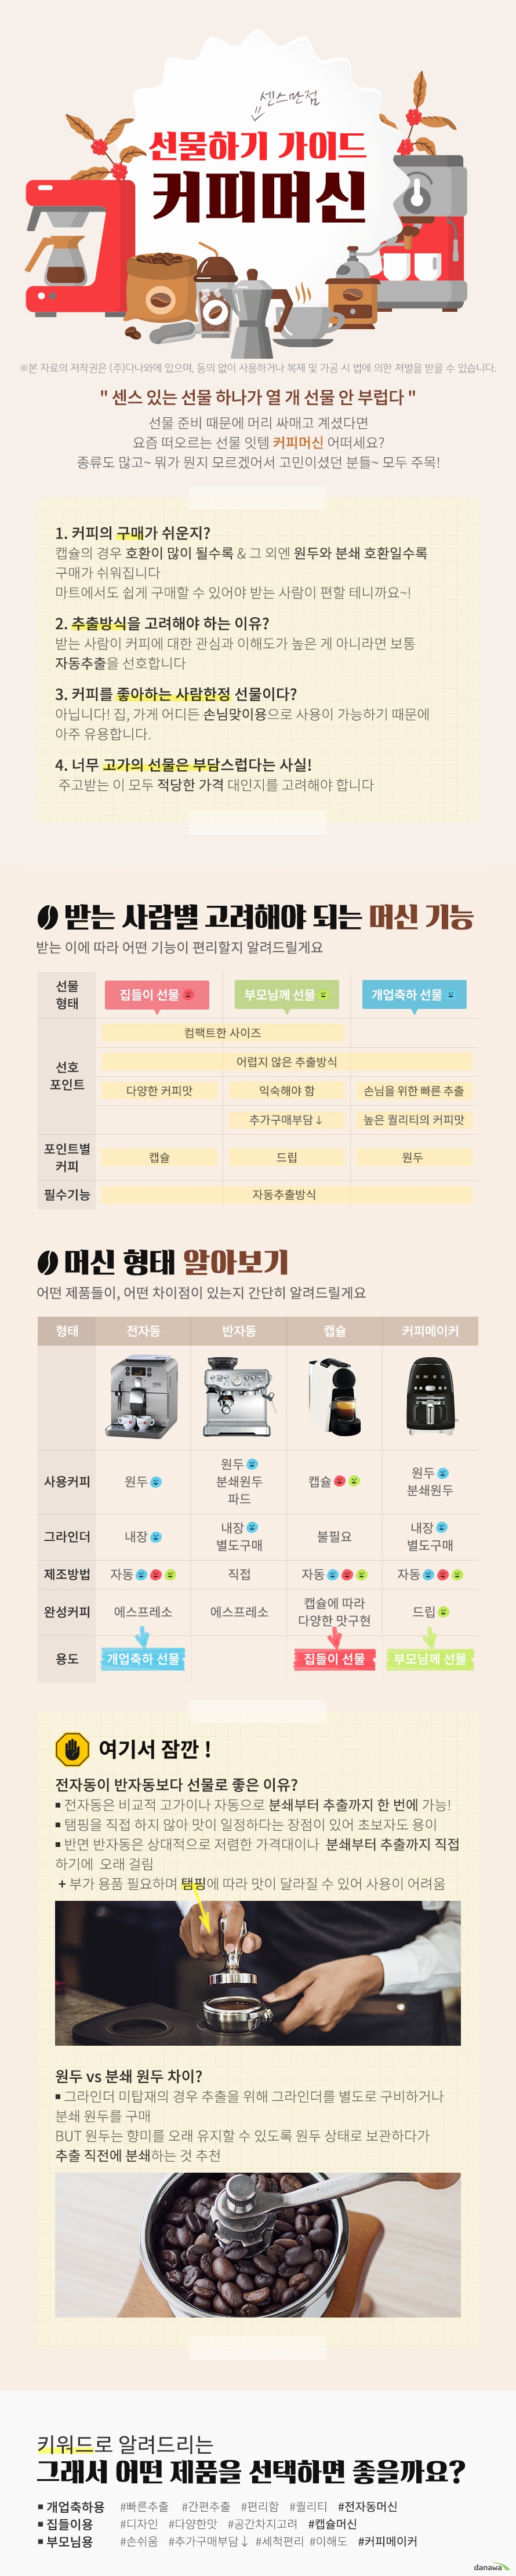 센스만점
선물하기 가이드
커피머신
※본 자료의 저작권은 (주)다나와에 있으며, 동의 없이 사용하거나 복제 및 가공 시 법에 의한 처벌을 받을 수 있습니다.
" 센스 있는 선물 하나가 열 개 선물 안 부럽다 "
선물 준비 때문에 머리 싸매고 계셨다면
요즘 떠오르는 선물 잇템 커피머신 어떠세요?
종류도 많고~ 뭐가 뭔지 모르겠어서 고민이셨던 분들~ 모두 주목!
1. 커피의 구매가 쉬운지?
캡슐의 경우 호환이 많이 될수록 & 그 외엔 원두와 분쇄 호환일수록
구매가 쉬워집니다
마트에서도 쉽게 구매할 수 있어야 받는 사람이 편할 테니까요~!
2. 추출방식을 고려해야 하는 이유?
받는 사람이 커피에 대한 관심과 이해도가 높은 게 아니라면 보통
자동추출을 선호합니다
3. 커피를 좋아하는 사람한정 선물이다?
아닙니다! 집, 가게 어디든 손님맞이용으로 사용이 가능하기 때문에
아주 유용합니다.
4. 너무 고가의 선물은 부담스럽다는 사실!
주고받는 이 모두 적당한 가격 대인지를 고려해야 합니다
받는 사람별 고려해야 되는 머신 기능
받는 이에 따라 어떤 기능이 편리할지 알려드릴게요
선물
형태
집들이 선물
부모님께 선물
개업축하 선물
선호
포인트
컴팩트한 사이즈
어렵지 않은 추출방식
다양한 커피맛
익숙해야 함
손님을 위한 빠른 추출
추가구매부담↓
높은 퀄리티의 커피맛
포인트별
커피
캡슐
드립
원두
필수기능
자동추출방식
머신 형태 알아보기
어떤 제품들이, 어떤 차이점이 있는지 간단히 알려드릴게요
형태
전자동
반자동
캡슐
커피메이커
SMEG
사용커피
원두
원두
분쇄원두
파드
캡슐
원두
분쇄원두
그라인더
내장
내장
별도구매
불필요
내장
별도구매
제조방법
자동
직접
자동
자동
완성커피
에스프레소
에스프레소
캡슐에 따라
다양한 맛구현
드립
용도
개업축하 선물
집들이 선물
부모님께 선물
여기서 잠깐 !
전자동이 반자동보다 선물로 좋은 이유?
▪ 전자동은 비교적 고가이나 자동으로 분쇄부터 추출까지 한 번에 가능!
▪ 탬핑을 직접 하지 않아 맛이 일정하다는 장점이 있어 초보자도 용이
▪ 반면 반자동은 상대적으로 저렴한 가격대이나 분쇄부터 추출까지 직접
하기에 오래 걸림
+ 부가 용품 필요하며 탬핑에 따라 맛이 달라질 수 있어 사용이 어려움
원두 vs 분쇄 원두 차이?
▪ 그라인더 미탑재의 경우 추출을 위해 그라인더를 별도로 구비하거나
분쇄 원두를 구매
BUT 원두는 향미를 오래 유지할 수 있도록 원두 상태로 보관하다가
추출 직전에 분쇄하는 것 추천
키워드로 알려드리는
그래서 어떤 제품을 선택하면 좋을까요?
▪ 개업축하용 #빠른추출 #간편추출 #편리함 #퀄리티 #전자동머신
▪ 집들이용 #디자인 #다양한맛 #공간차지고려 #캡슐머신
▪ 부모님용 #손쉬움 #추가구매부담↓ #세척편리 #이해도 #커피메이커
danawa